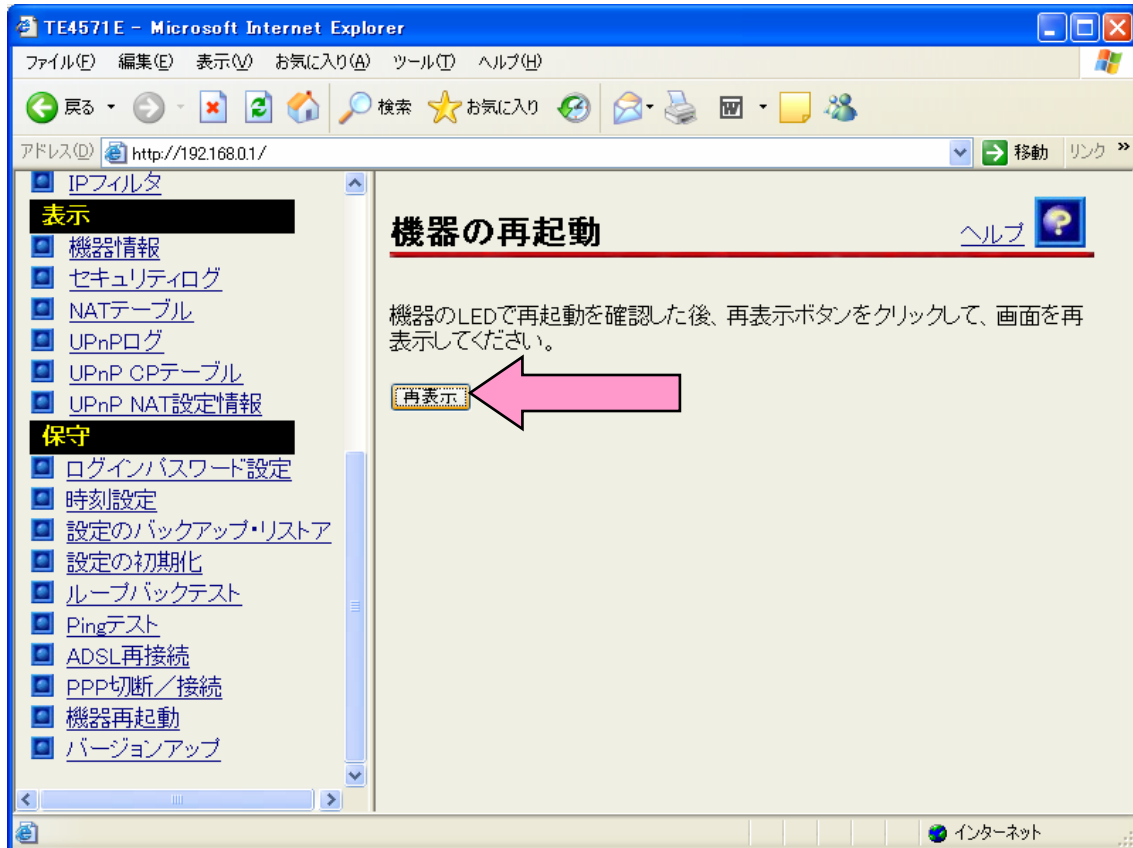 TE4571E - Microsoft Internet Explorer
ファイル(F) 編集(E) 表示(V) お気に入り(A) ツール(T) ヘルプ(H)
戻る 検索 お気に入り
アドレス(D) http://192.168.0.1/ 移動 リンク »
IPフィルタ
表示
機器情報
セキュリティログ
NATテーブル
UPnPログ
UPnP CPテーブル
UPnP NAT設定情報
保守
ログインパスワード設定
時刻設定
設定のバックアップ・リストア
設定の初期化
ループバックテスト
Pingテスト
ADSL再接続
PPP切断／接続
機器再起動
バージョンアップ
機器の再起動
ヘルプ ?
機器のLEDで再起動を確認した後、再表示ボタンをクリックして、画面を再
表示してください。
再表示
インターネット